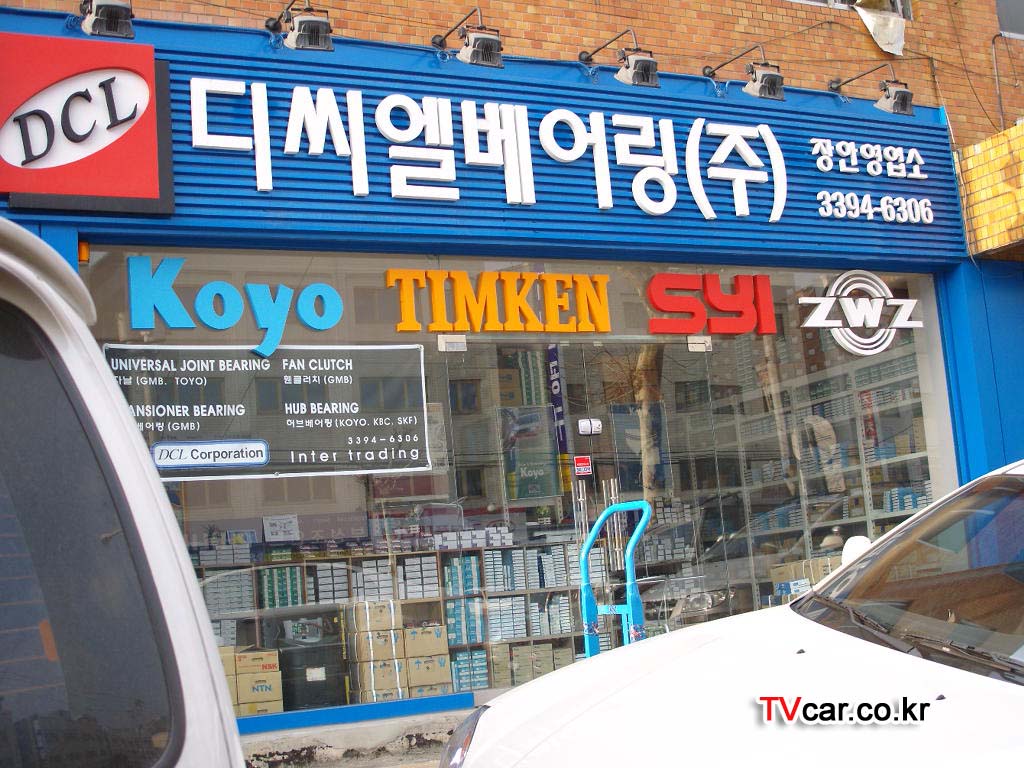 DCL
디씨엘베어링(주)
장안영업소
3394-6306
Koyo TIMKEN SYI ZWZ
UNIVERSAL JOINT BEARING FAN CLUTCH
(GMB. TOYO) 휀클러치(GMB)
ANSIONER BEARING HUB BEARING
베어링(GMB) 허브베어링(KOYO. KBC, SKF)
3394-6306
DCL Corporation Inter trading
Koyo
NSK
NTN
TVcar.co.kr